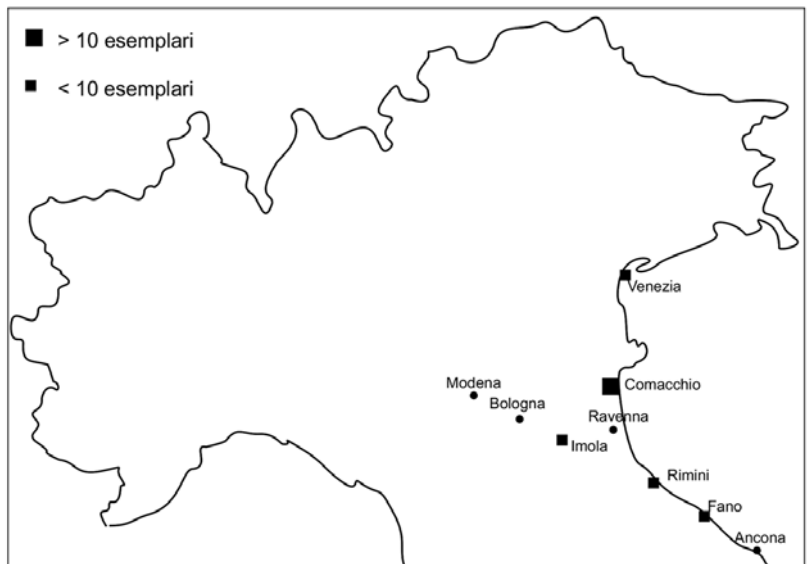 > 10 esemplari
< 10 esemplari
Venezia
Modena
Comacchio
Bologna
Ravenna
Imola
Rimini
Fano
Ancona